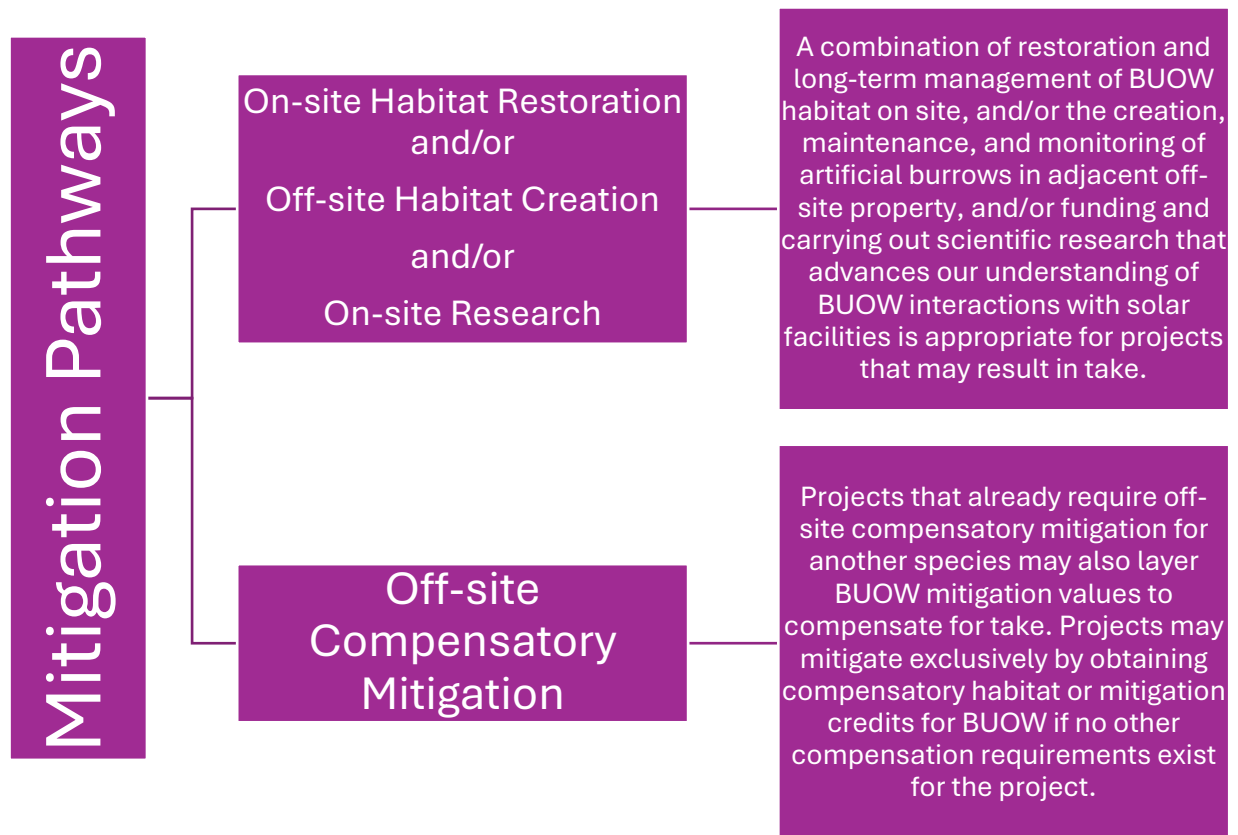 Mitigation Pathways
On-site Habitat Restoration
and/or
Off-site Habitat Creation
and/or
On-site Research
A combination of restoration and
long-term management of BUOW
habitat on site, and/or the creation,
maintenance, and monitoring of
artificial burrows in adjacent off-
site property, and/or funding and
carrying out scientific research that
advances our understanding of
BUOW interactions with solar
facilities is appropriate for projects
that may result in take.
Off-site
Compensatory
Mitigation
Projects that already require off-
site compensatory mitigation for
another species may also layer
BUOW mitigation values to
compensate for take. Projects may
mitigate exclusively by obtaining
compensatory habitat or mitigation
credits for BUOW if no other
compensation requirements exist
for the project.